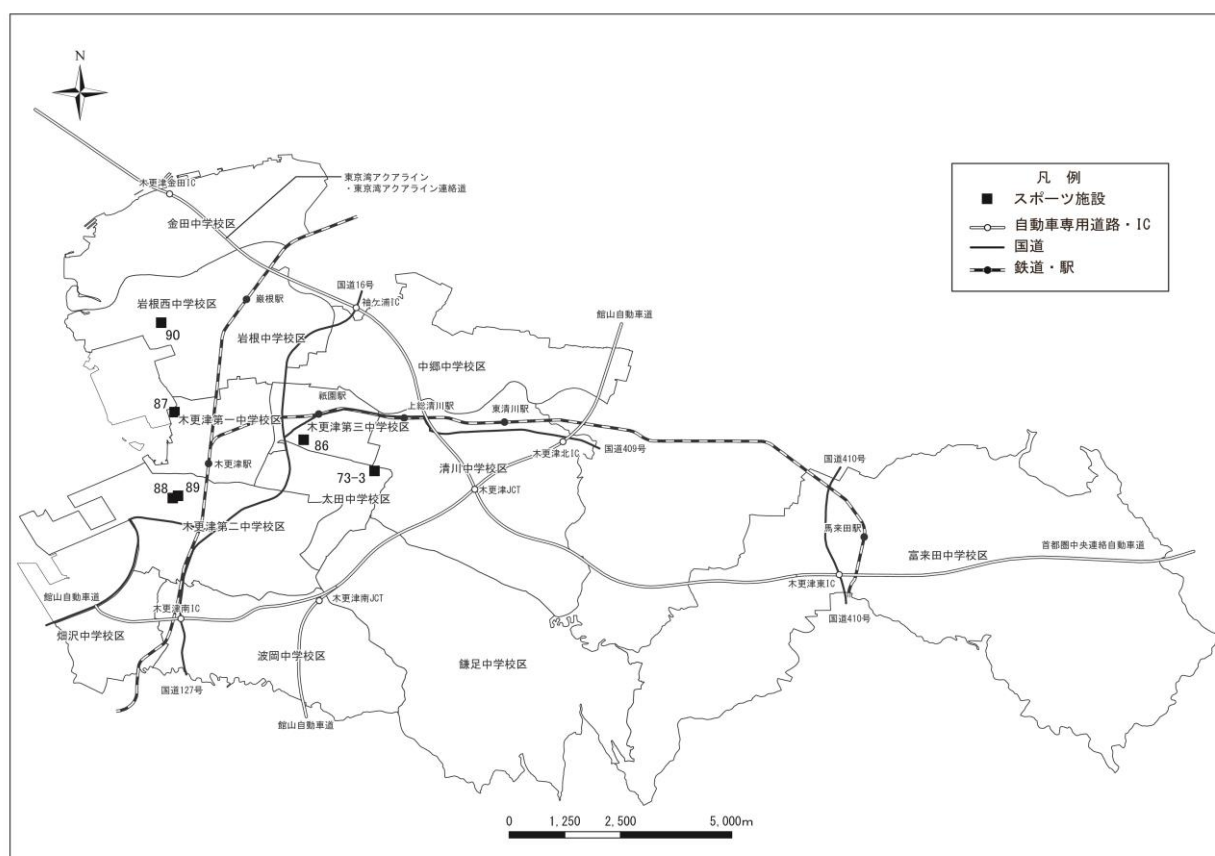 N
木更津金田IC
東京湾アクアライン
・東京湾アクアライン連絡道
金田中学校区
凡 例
スポーツ施設
自動車専用道路・IC
国道
鉄道・駅
国道16号
岩根西中学校区
巌根駅
袖ケ浦IC
館山自動車道
90
岩根中学校区
中郷中学校区
祇園駅
87
上総清川駅
東清川駅
木更津第一中学校区
木更津第三中学校区
86
国道409号
木更津北IC
木更津駅
清川中学校区
国道410号
73-3
木更津JCT
88
89
太田中学校区
木更津第二中学校区
馬来田駅
首都圏中央連絡自動車道
富来田中学校区
木更津東IC
館山自動車道
木更津南IC
木更津南JCT
国道410号
畑沢中学校区
波岡中学校区
鎌足中学校区
国道127号
館山自動車道
0 1,250 2,500 5,000m